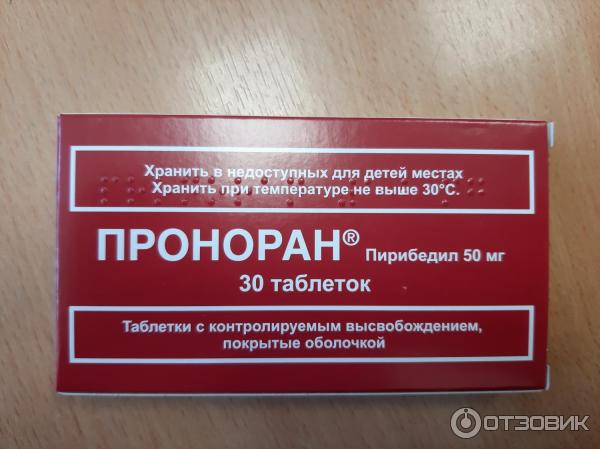 Хранить в недоступных для детей местах
Хранить при температуре не выше 30°C.
ПРОНОРАН® Пирибедил 50 мг
30 таблеток
Таблетки с контролируемым высвобождением,
покрытые оболочкой
ОТЗОВИК